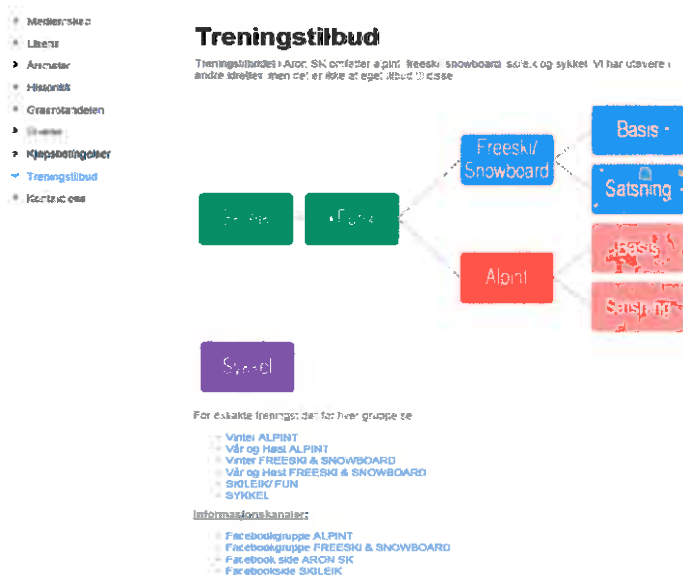 Medlemskap
Lisens
Årsmøter
Historikk
Grasrotandelen
Kjøpsbetingelser
Treningstilbud
Kontakt oss
Treningstilbud
Treningstilbudet i Aron SK omfatter alpint, freeski, snowboard, skileik og sykkel. Vi har utøvere i
andre idretter, men det er ikke at eget tilbud til disse
Freeski/
Snowboard
Basis
Satsning
Alpint
Basis
Satsning
Sykkel
For eksakte treningstider for hver gruppe se
Vinter ALPINT
Vår og Høst ALPINT
Vinter FREESKI & SNOWBOARD
Vår og Høst FREESKI & SNOWBOARD
SKILEIK/ FUN
SYKKEL
Informasjonskanaler:
Facebookgruppe ALPINT
Facebookgruppe FREESKI & SNOWBOARD
Facebook side ARON SK
Facebookside SKILEIK